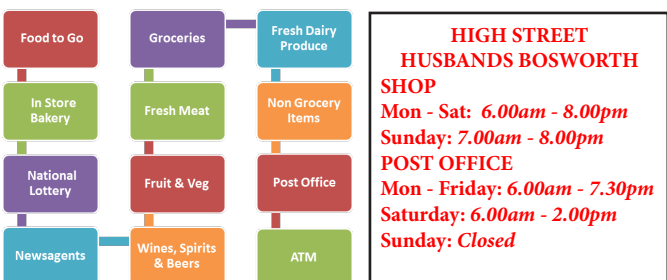 Food to Go
In Store
Bakery
National
Lottery
Newsagents
Wines, Spirits
& Beers
Fruit & Veg
Fresh Meat
Groceries
Fresh Dairy
Produce
Non Grocery
Items
Post Office
ATM
HIGH STREET
HUSBANDS BOSWORTH
SHOP
Mon - Sat: 6.00am - 8.00pm
Sunday: 7.00am - 8.00pm
POST OFFICE
Mon - Friday: 6.00am - 7.30pm
Saturday: 6.00am - 2.00pm
Sunday: Closed